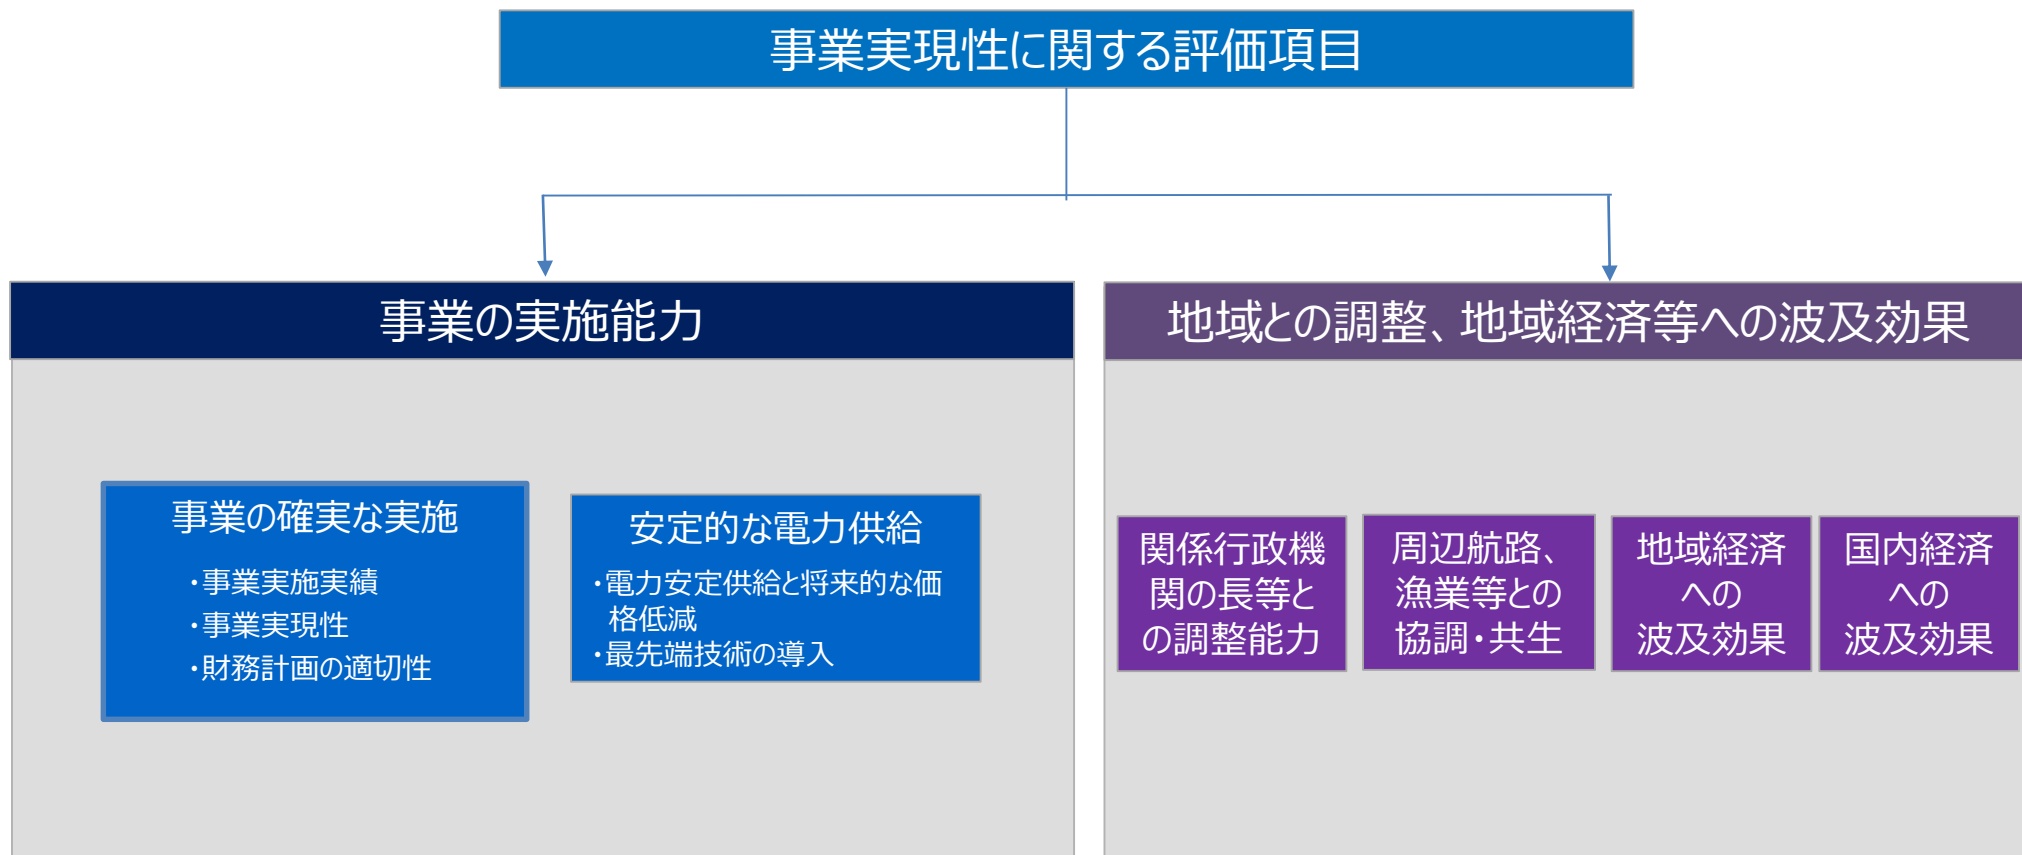 事業実現性に関する評価項目
事業の実施能力
事業の確実な実施
・事業実施実績
・事業実現性
・財務計画の適切性
安定的な電力供給
・電力安定供給と将来的な価
格低減
・最先端技術の導入
地域との調整、地域経済等への波及効果
関係行政機
関の長等と
の調整能力
周辺航路、
漁業等との
協調・共生
地域経済
への
波及効果
国内経済
への
波及効果